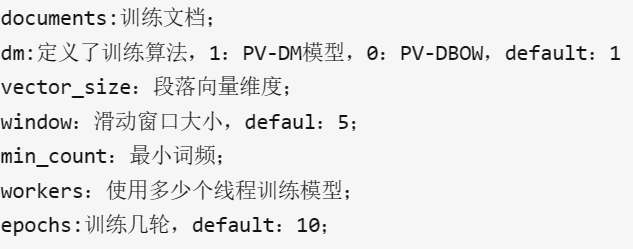 documents:训练文档；
dm:定义了训练算法，1：PV-DM模型，0：PV-DBOW，default：1
vector_size：段落向量维度；
window：滑动窗口大小，defaul：5；
min_count：最小词频；
workers：使用多少个线程训练模型；
epochs:训练几轮，default：10；